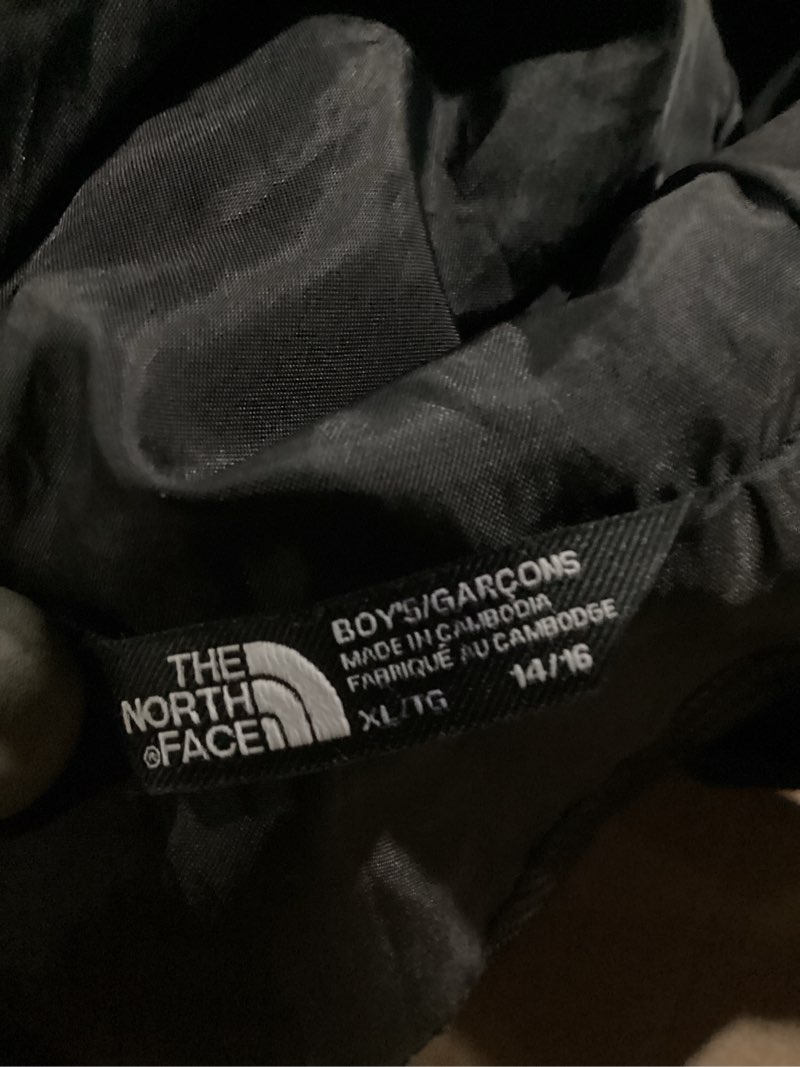 THE
NORTH
®FACE
BOY'S/GARÇONS
MADE IN CAMBODIA
FABRIQUÉ AU CAMBODGE
XL/TG 14/16